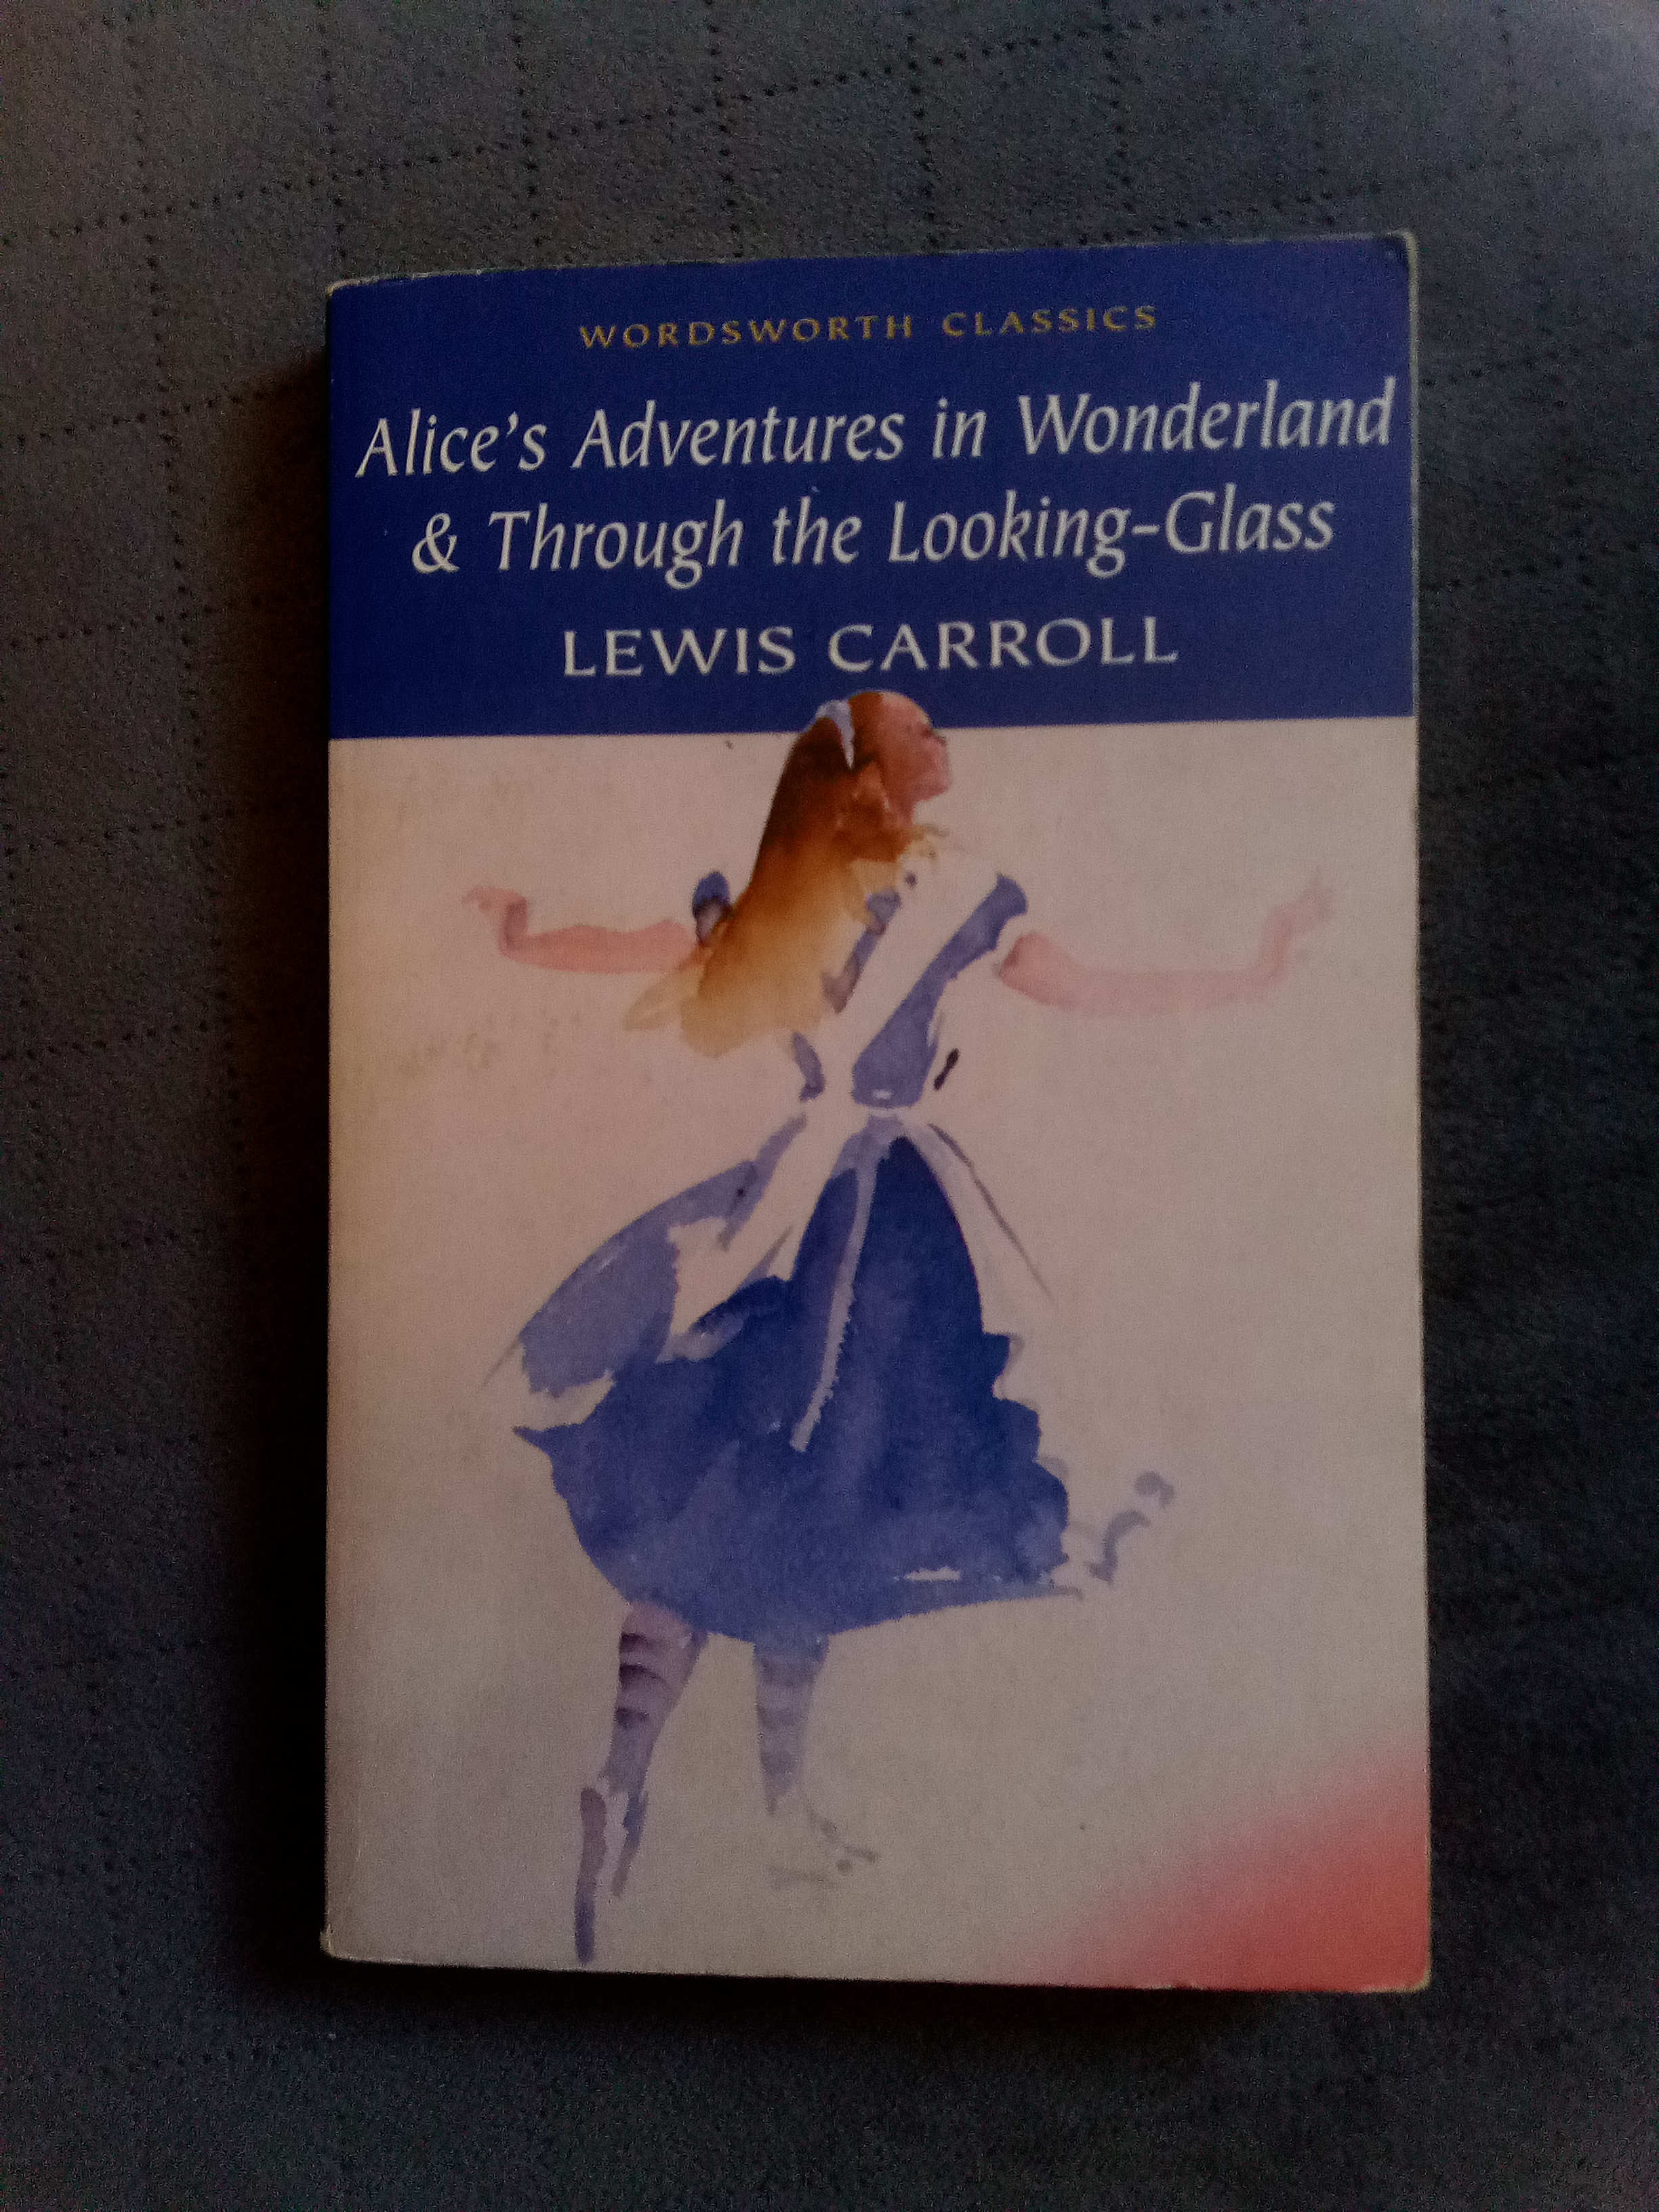 WORDSWORTH CLASSICS
Alice's Adventures in Wonderland
& Through the Looking-Glass
LEWIS CARROLL